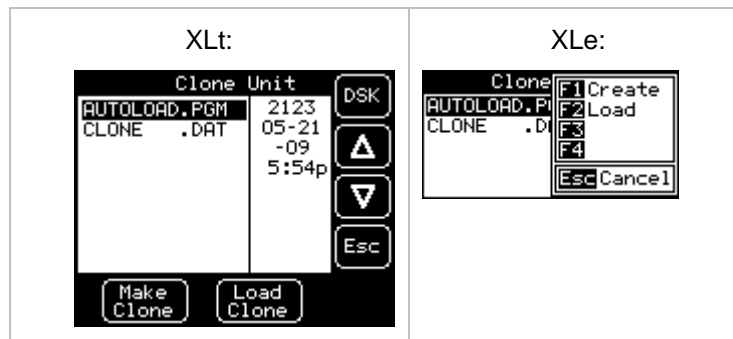 XLt:
Clone Unit
AUTOLOAD.PGM
CLONE .DAT
2123
05-21
-09
5:54p
DSK
Esc
Make
Clone
Load
Clone
XLe:
Clone
AUTOLOAD.P
CLONE .D
F1 Create
F2 Load
F3
F4
Esc Cancel